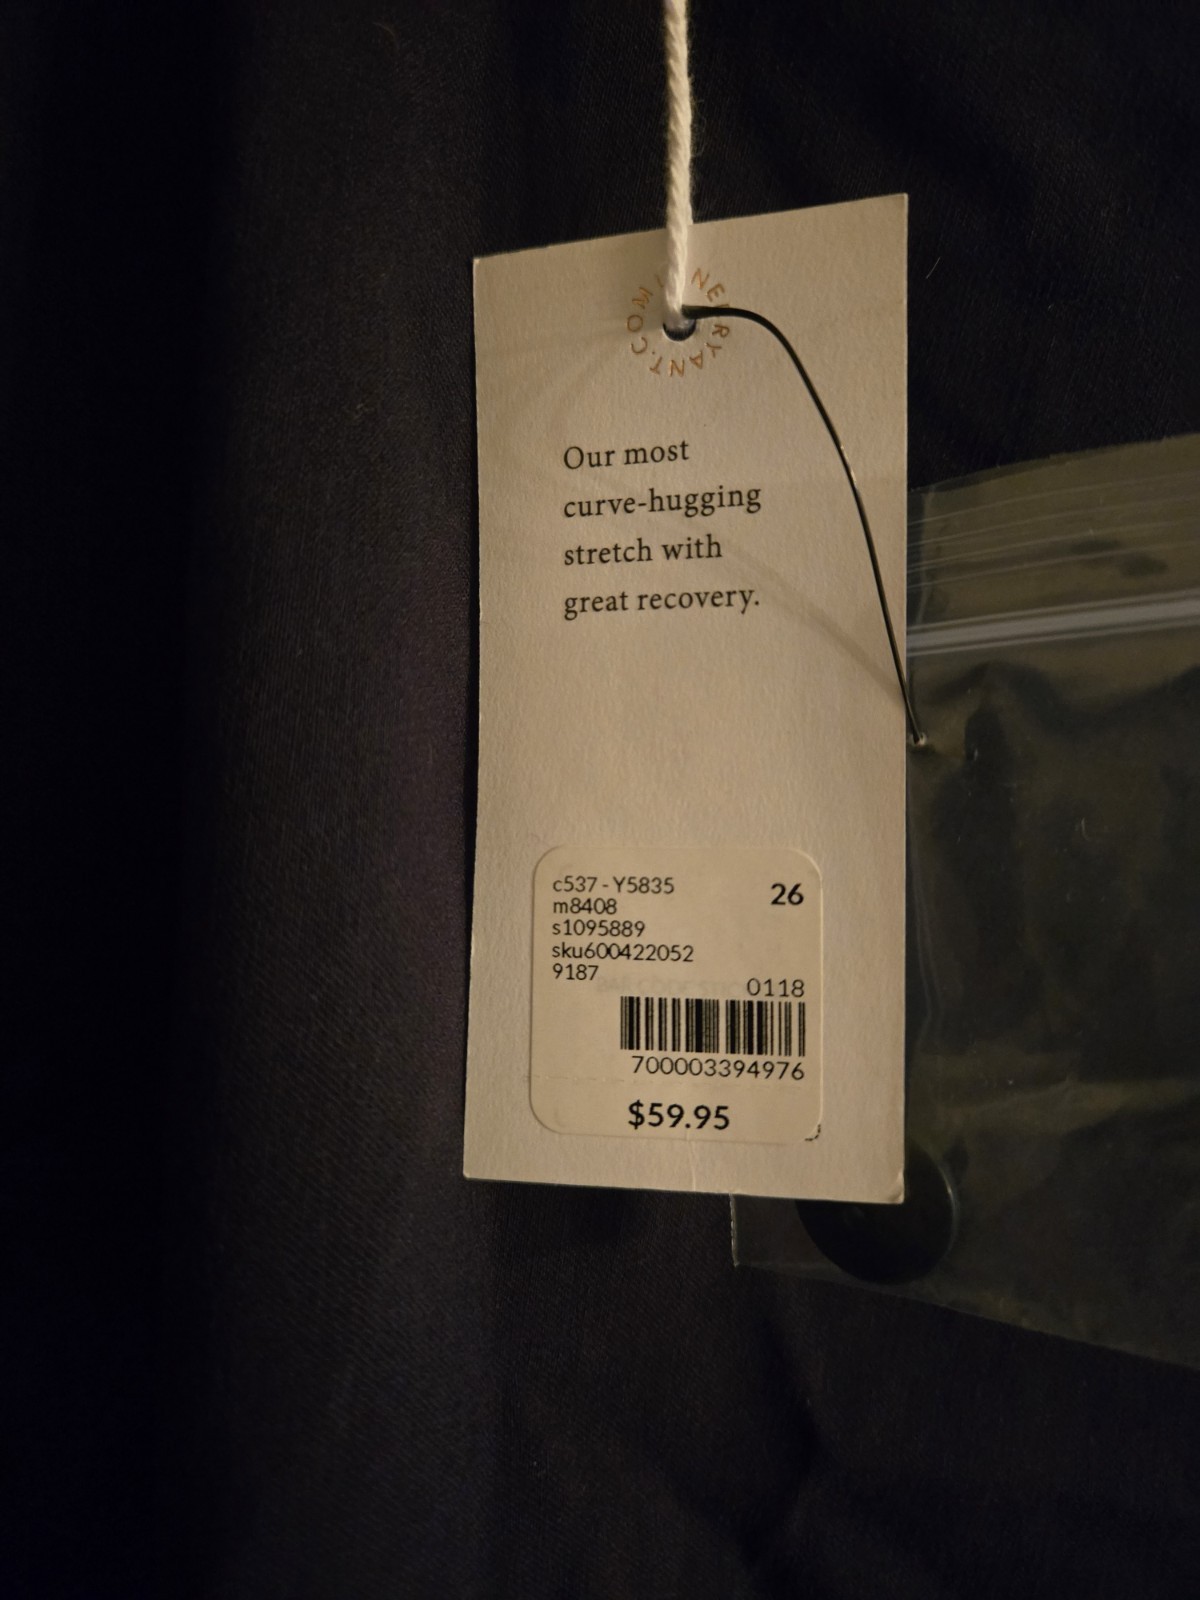 Our most
curve-hugging
stretch with
great recovery.
c537 - Y5835
26
m8408
s1095889
sku600422052
9187
0118
700003394976
$59.95